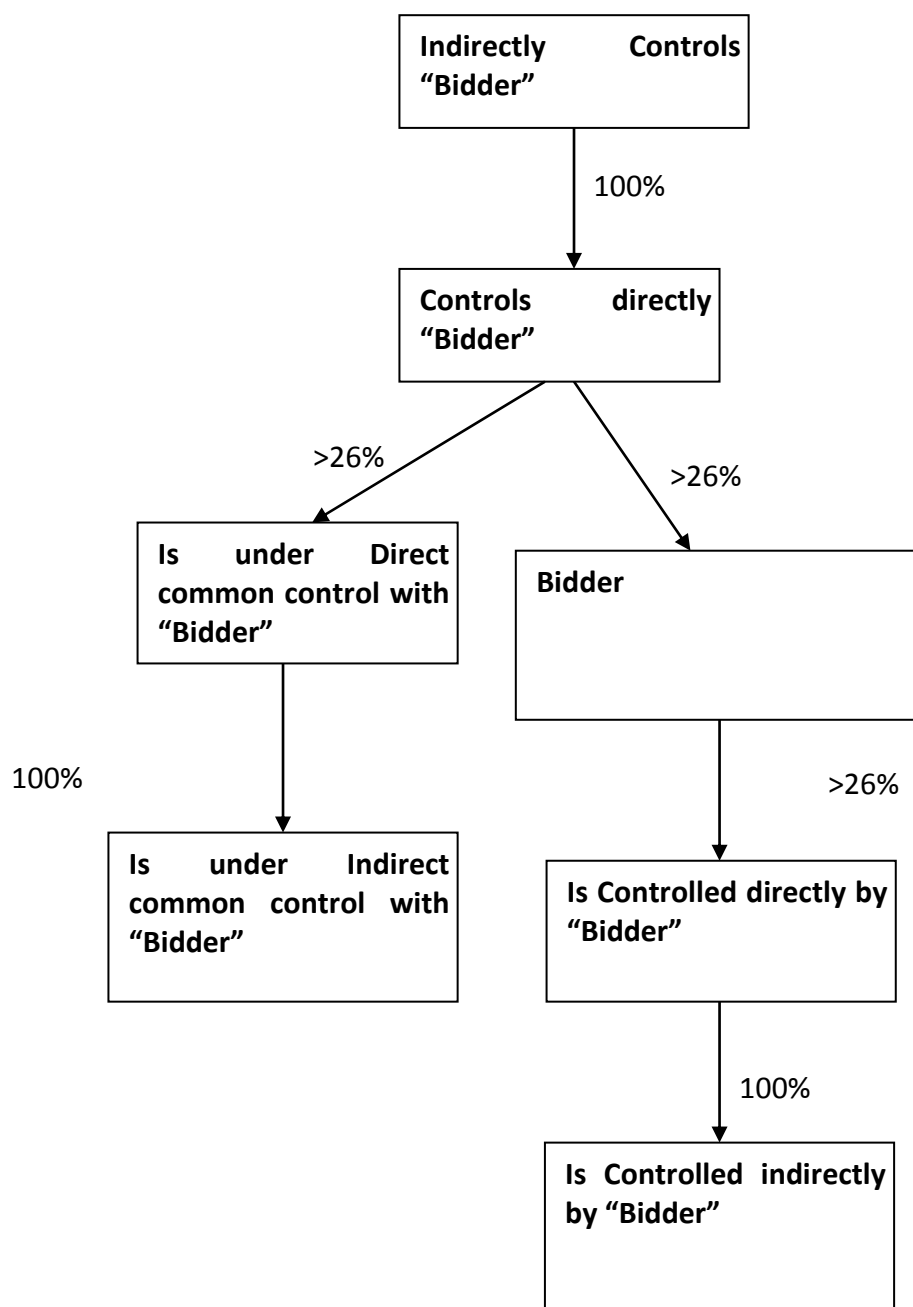 Indirectly Controls
“Bidder”
100%
Controls directly
“Bidder”
>26%
>26%
Is under Direct
common control with
“Bidder”
Bidder
100%
>26%
Is under Indirect
common control with
“Bidder”
Is Controlled directly by
“Bidder”
100%
Is Controlled indirectly
by “Bidder”